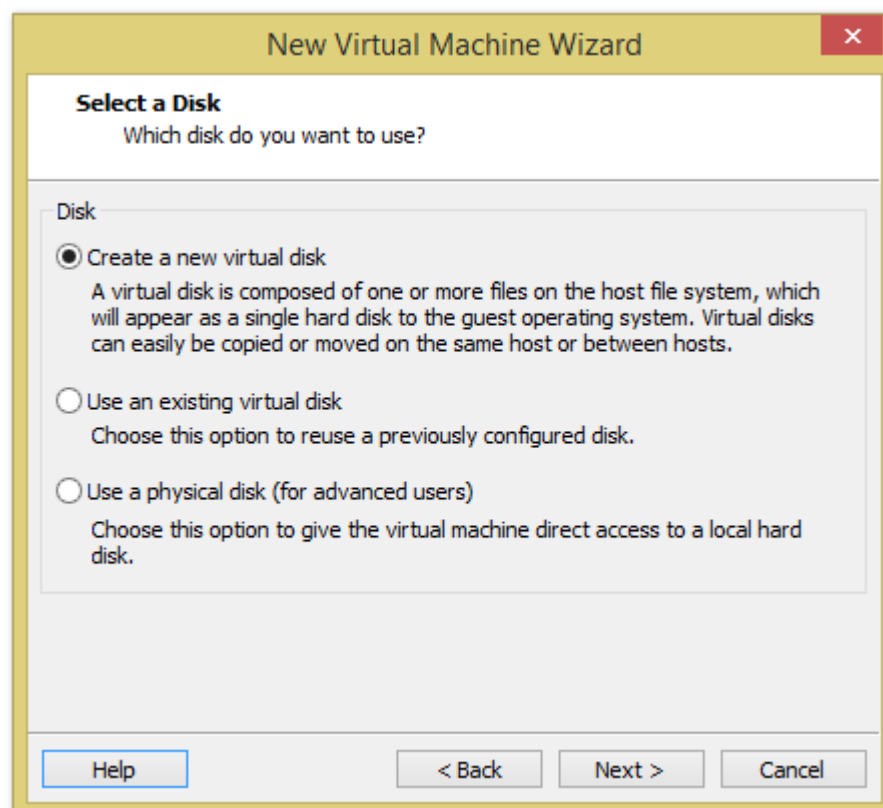 New Virtual Machine Wizard
Select a Disk
Which disk do you want to use?
Disk
Create a new virtual disk
A virtual disk is composed of one or more files on the host file system, which
will appear as a single hard disk to the guest operating system. Virtual disks
can easily be copied or moved on the same host or between hosts.
Use an existing virtual disk
Choose this option to reuse a previously configured disk.
Use a physical disk (for advanced users)
Choose this option to give the virtual machine direct access to a local hard
disk.
Help
< Back
Next >
Cancel